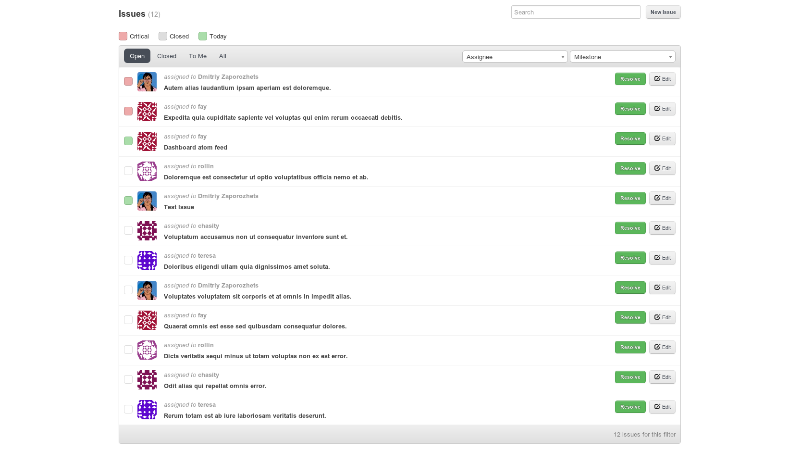 Issues (12)
Search
New Issue
Critical Closed Today
Open Closed To Me All
Assignee Milestone
assigned to Dmitriy Zaporozhets
Autem alias laudantium ipsam aperiam est doloremque.
Resolve Edit
assigned to fay
Expedita quia cupiditate sapiente vel voluptas qui enim rerum occaecati debitis.
Resolve Edit
assigned to fay
Dashboard atom feed
Resolve Edit
assigned to rollin
Doloremque est consectetur ut optio voluptatibus officia nemo et ab.
Resolve Edit
assigned to Dmitriy Zaporozhets
Test Issue
Resolve Edit
assigned to chasity
Voluptatum accusamus non ut consequatur inventore sunt et.
Resolve Edit
assigned to teresa
Doloribus eligendi ullam quia dignissimos amet soluta.
Resolve Edit
assigned to Dmitriy Zaporozhets
Voluptates voluptatem sit corporis et at omnis in impedit alias.
Resolve Edit
assigned to fay
Quaerat omnis est esse sed quibusdam consequatur dolores.
Resolve Edit
assigned to rollin
Dicta veritatis sequi minus ut totam voluptas non ex est error.
Resolve Edit
assigned to chasity
Odit alias qui repellat omnis error.
Resolve Edit
assigned to teresa
Rerum totam est ab iure laboriosam veritatis deserunt.
Resolve Edit
12 issues for this filter